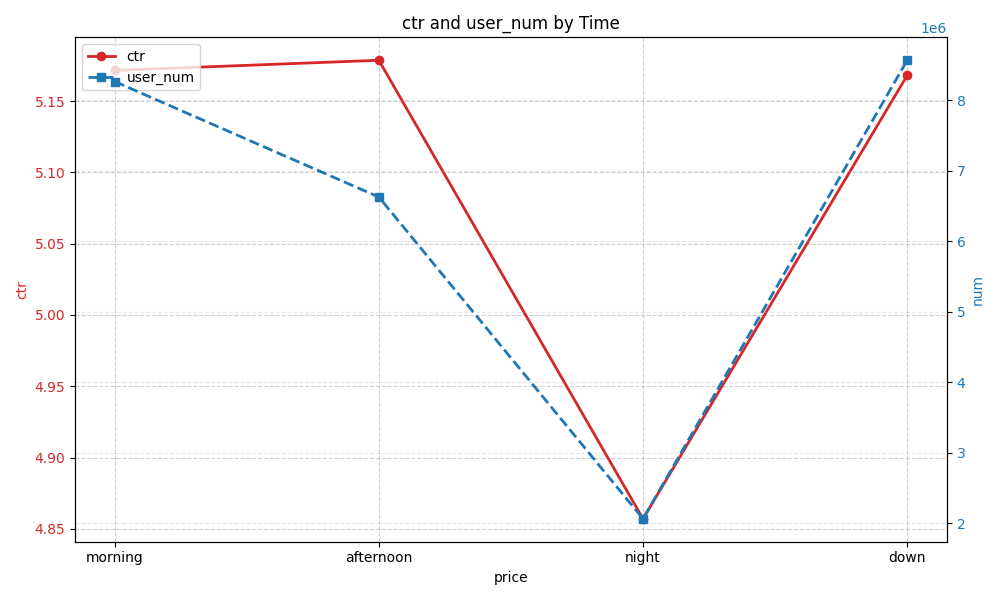 ctr and user_num by Time
1e6
ctr
user_num
5.15
5.10
5.05
5.00
4.95
4.90
4.85
ctr
8
7
6
5
4
3
2
num
morning afternoon night down
price